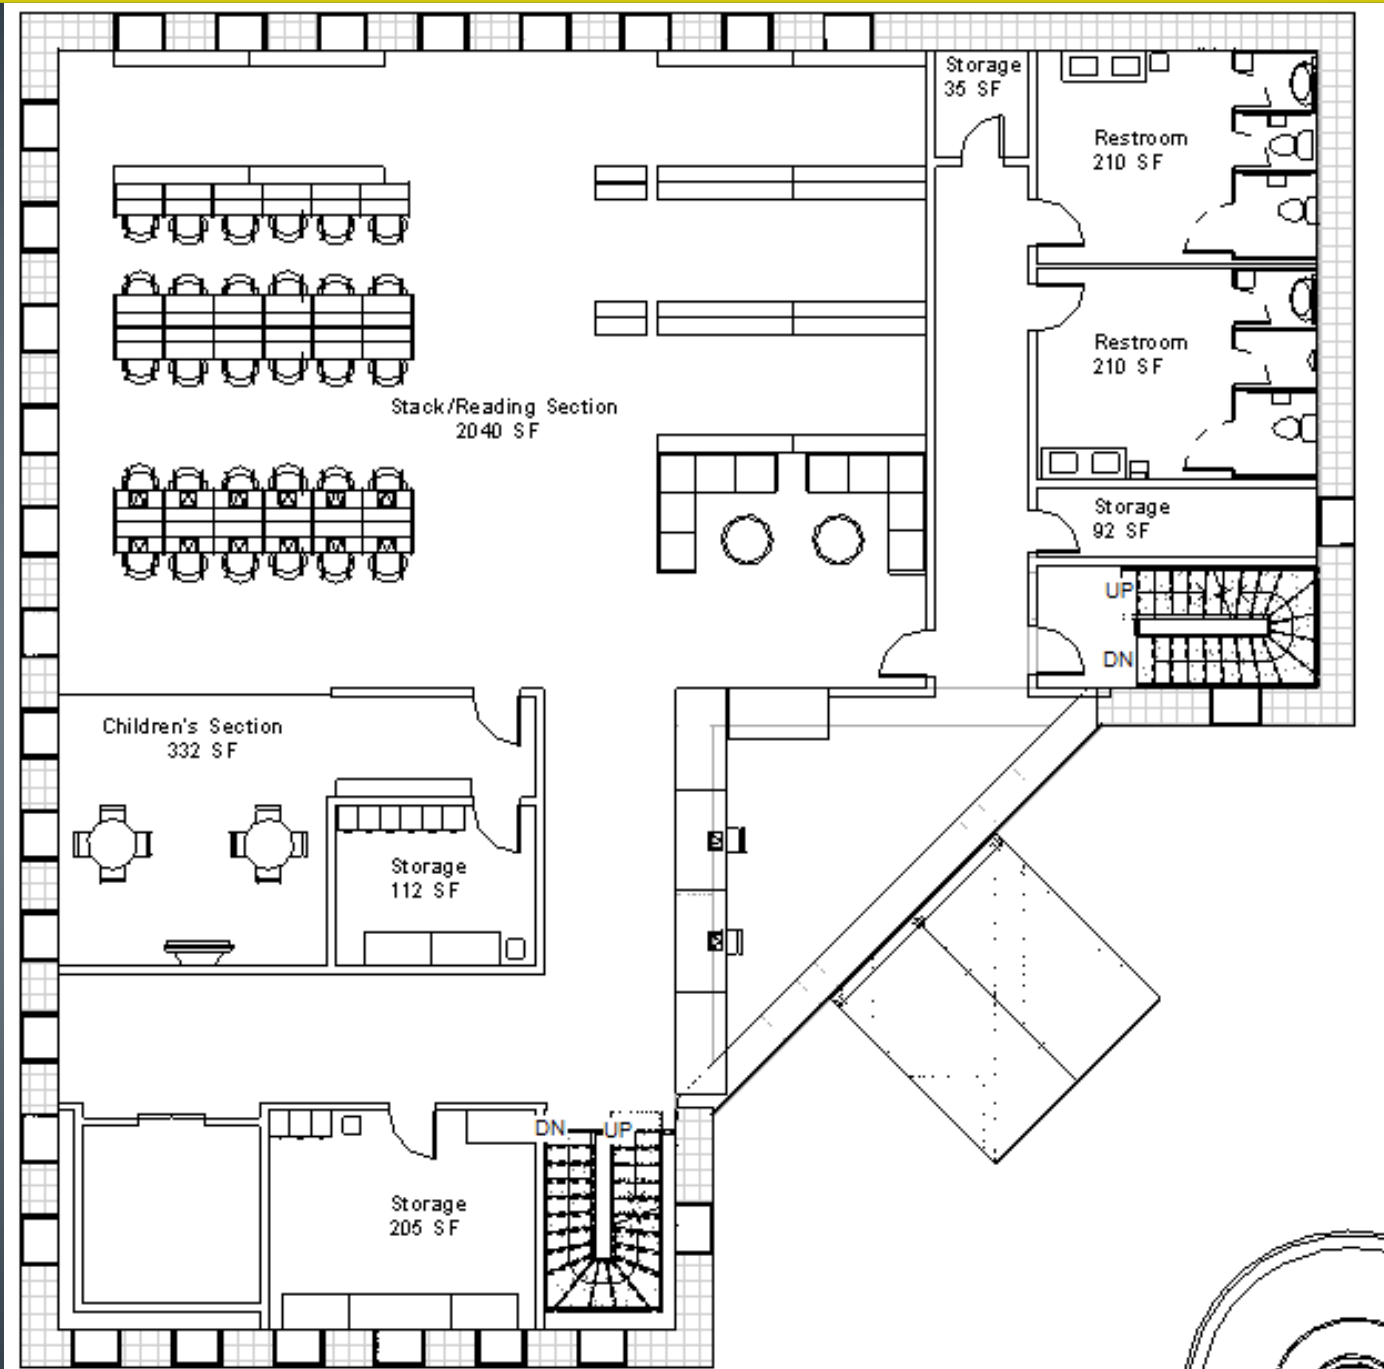 Storage
35 SF
Restroom
210 SF
Restroom
210 SF
Stack/Reading Section
2040 SF
Storage
92 SF
UP
DN
Children's Section
332 SF
Storage
112 SF
DN
UP
Storage
205 SF